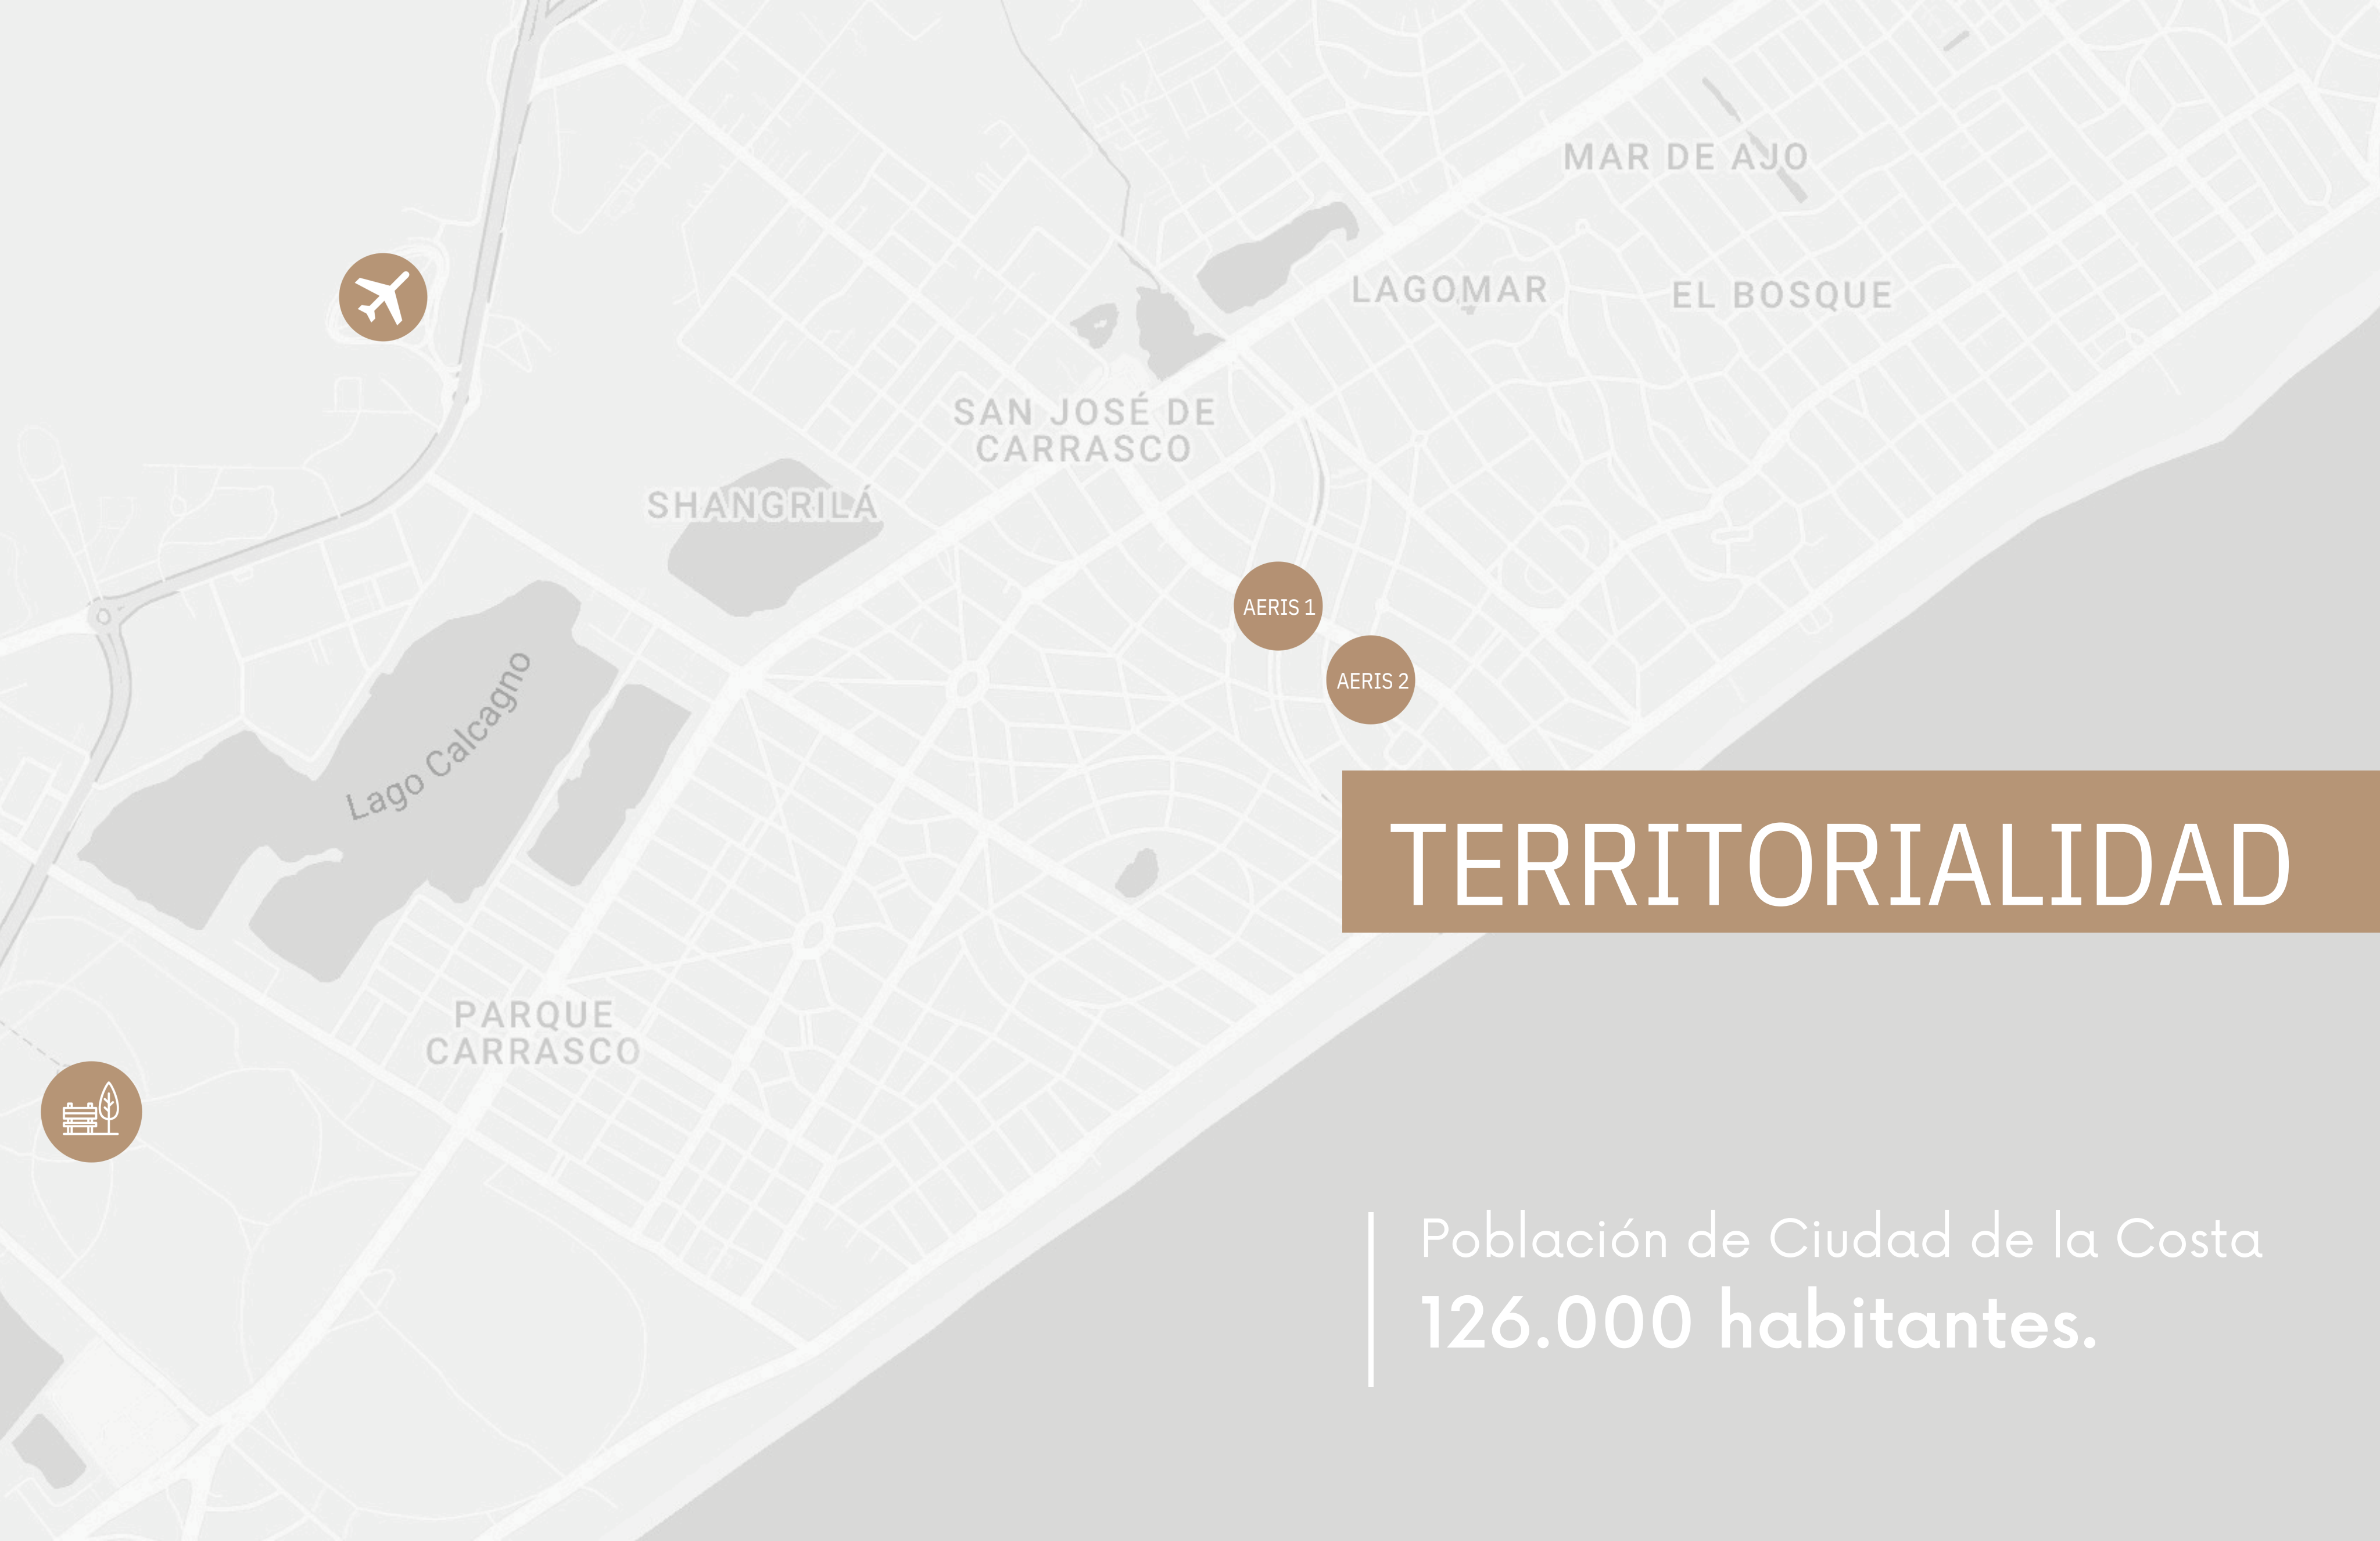 MAR DE AJO
LAGOMAR
EL BOSQUE
SAN JOSÉ DE
CARRASCO
SHANGRILÁ
AERIS 1
AERIS 2
Lago Calcagno
TERRITORIALIDAD
PARQUE
CARRASCO
Población de Ciudad de la Costa
126.000 habitantes.